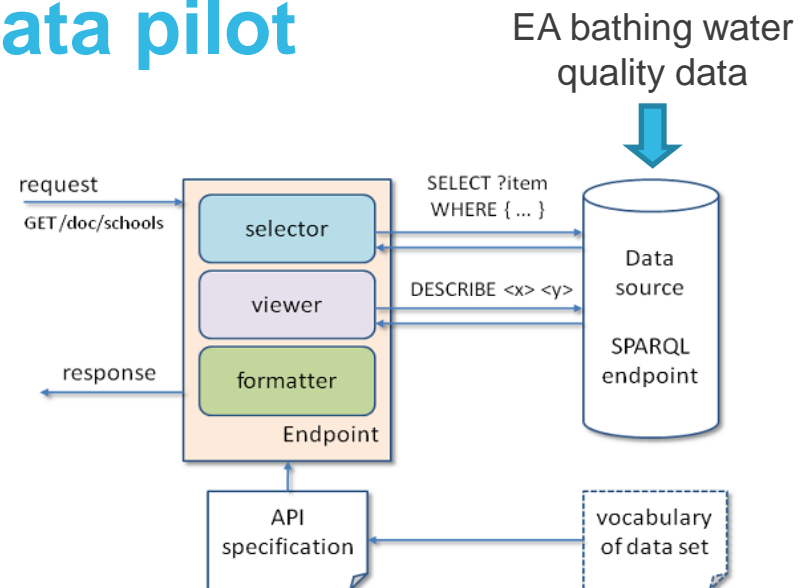 ata pilot
EA bathing water
quality data
request
GET /doc/schools
selector
viewer
formatter
Endpoint
response
SELECT ?item
WHERE { ... }
DESCRIBE <x> <y>
Data
source
SPARQL
endpoint
API
specification
vocabulary
of data set